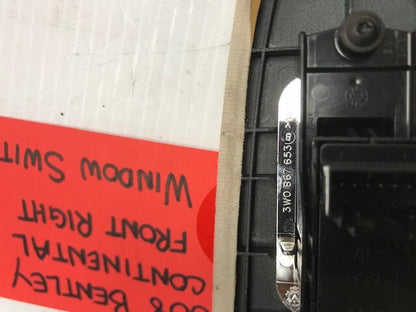 08 BENTLEY
CONTINENTAL
FRONT RIGHT
WINDOW SWIT
3W0 867 653